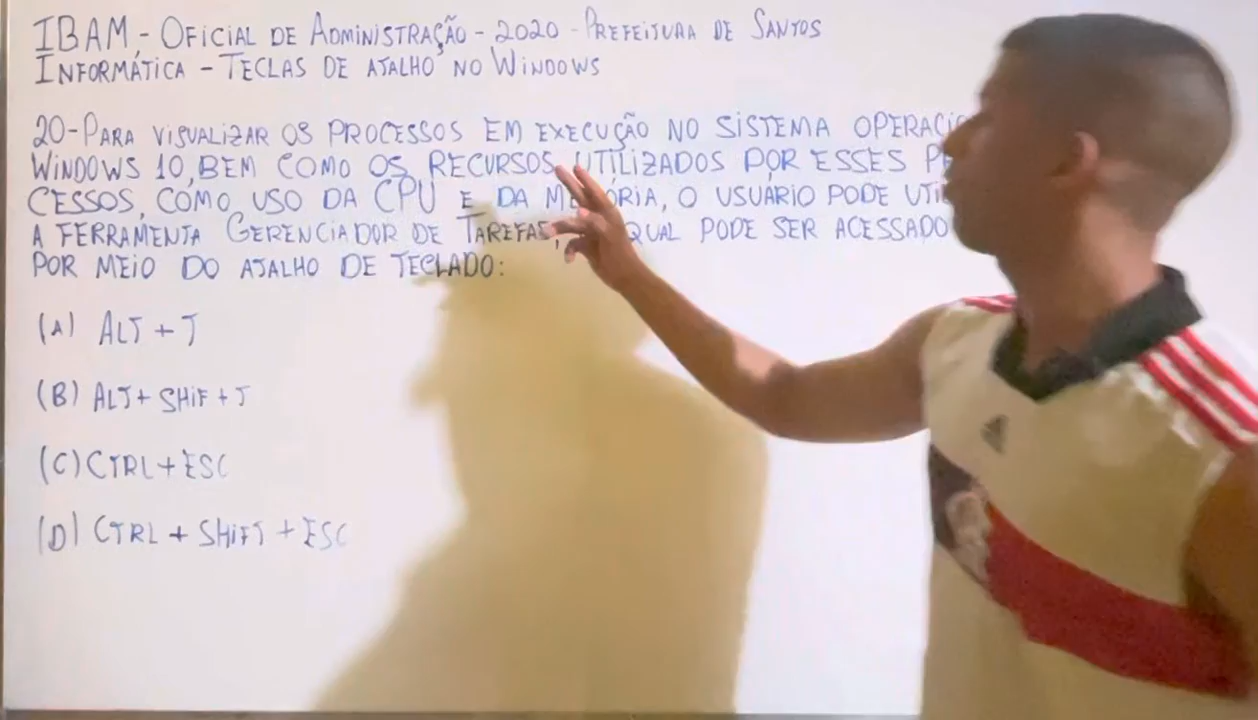 IBAM - OFICIAL DE ADMINISTRAÇÃO - 2020 - PREFEITURA DE SANTOS
INFORMÁTICA - TECLAS DE ATALHO NO WINDOWS
20-PARA VISUALIZAR OS PROCESSOS EM EXECUÇÃO NO SISTEMA
WINDOWS 10, BEM COMO OS RECURSOS UTILIZADOS POR ESSES
CESSOS, COMO USO DA CPU E DA MEMÓRIA, O USUÁRIO PODE
A FERRAMENTA GERENCIADOR DE TAREFAS, QUAL PODE SER ACESSADO
POR MEIO DO ATALHO DE TECLADO:
(A) ALT + T
(B) ALT + SHIF + T
(C) CTRL + ESC
(D) CTRL + SHIFT + ESC